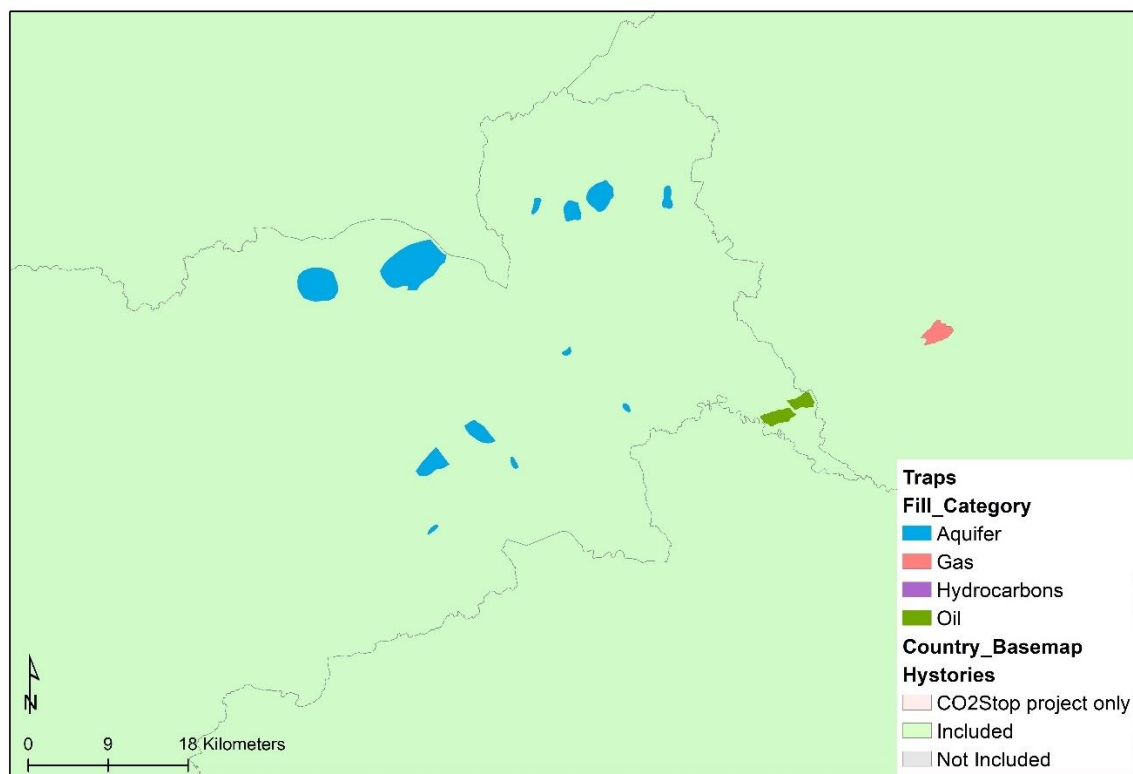 Traps
Fill_Category
Aquifer
Gas
Hydrocarbons
Oil
Country_Basemap
Hystories
CO2Stop project only
Included
Not Included
N
0 9 18 Kilometers